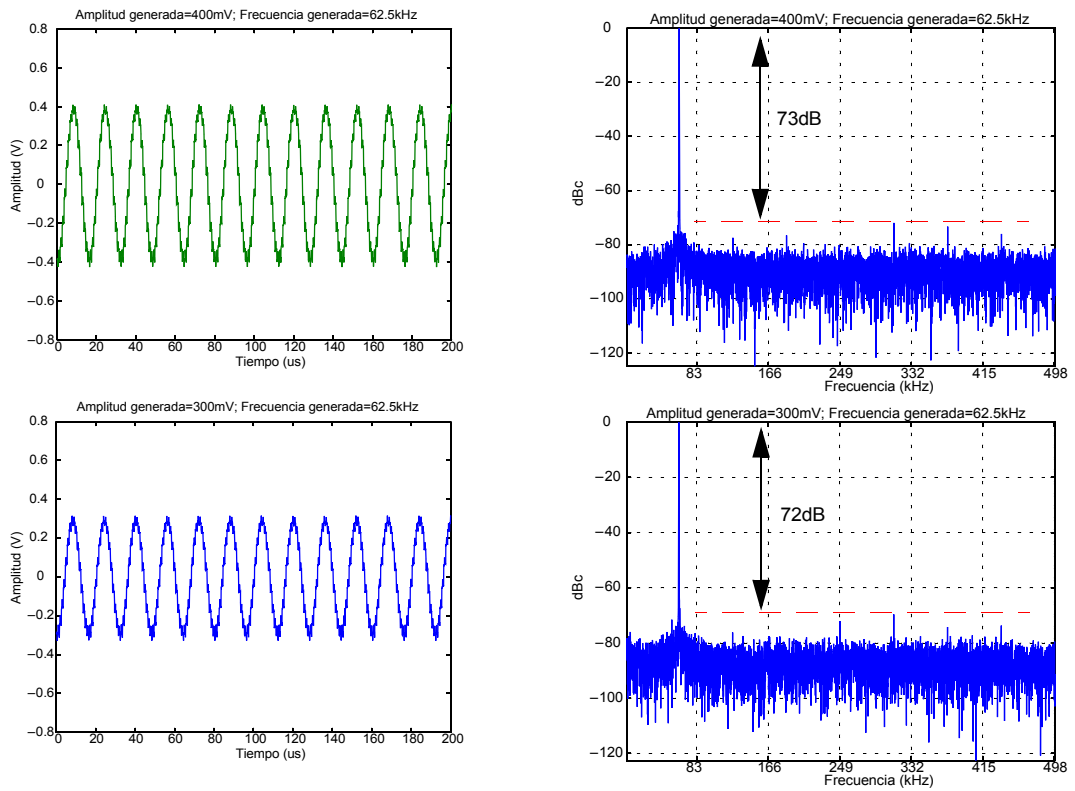 Amplitud generada=400mV; Frecuencia generada=62.5kHz
0.8
0.6
0.4
0.2
0
−0.2
−0.4
−0.6
−0.8
Amplitud (V)
0 20 40 60 80 100 120 140 160 180 200
Tiempo (us)
Amplitud generada=400mV; Frecuencia generada=62.5kHz
0
−20
−40
−60
−80
−100
−120
dBc
73dB
83 166 249 332 415 498
Frecuencia (kHz)
Amplitud generada=300mV; Frecuencia generada=62.5kHz
0.8
0.6
0.4
0.2
0
−0.2
−0.4
−0.6
−0.8
Amplitud (V)
0 20 40 60 80 100 120 140 160 180 200
Tiempo (us)
Amplitud generada=300mV; Frecuencia generada=62.5kHz
0
−20
−40
−60
−80
−100
−120
dBc
72dB
83 166 249 332 415 498
Frecuencia (kHz)